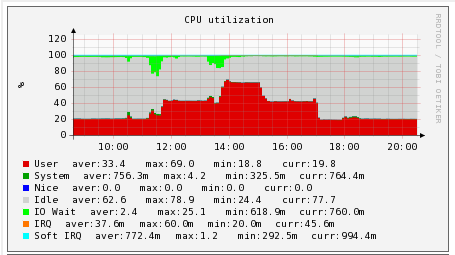 CPU utilization
120
100
80
60
40
20
0
%
10:00 12:00 14:00 16:00 18:00 20:00
RRDTOOL / TOBI OETIKER
User aver:33.4 max:69.0 min:18.8 curr:19.8
System aver:756.3m max:4.2 min:325.5m curr:764.4m
Nice aver:0.0 max:0.0 min:0.0 curr:0.0
Idle aver:62.6 max:78.9 min:24.4 curr:77.7
IO Wait aver:2.4 max:25.1 min:618.9m curr:760.0m
IRQ aver:37.6m max:60.0m min:20.0m curr:45.6m
Soft IRQ aver:772.4m max:1.2 min:292.5m curr:994.4m